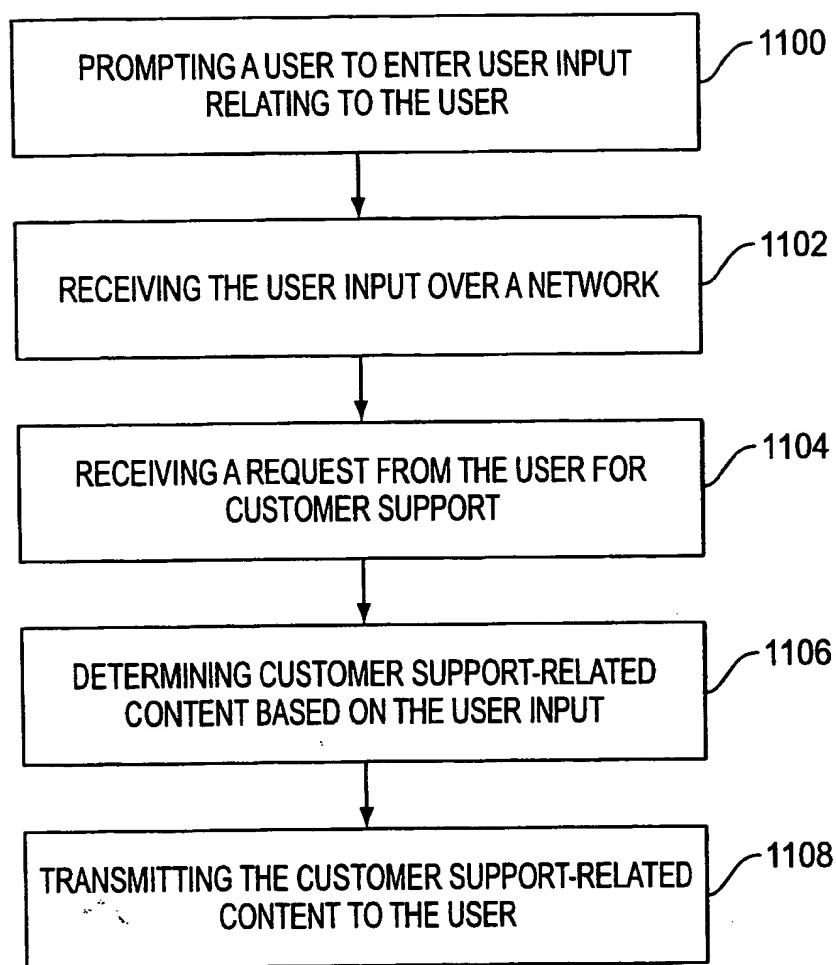 PROMPTING A USER TO ENTER USER INPUT
RELATING TO THE USER
1100
RECEIVING THE USER INPUT OVER A NETWORK
1102
RECEIVING A REQUEST FROM THE USER FOR
CUSTOMER SUPPORT
1104
DETERMINING CUSTOMER SUPPORT-RELATED
CONTENT BASED ON THE USER INPUT
1106
TRANSMITTING THE CUSTOMER SUPPORT-RELATED
CONTENT TO THE USER
1108